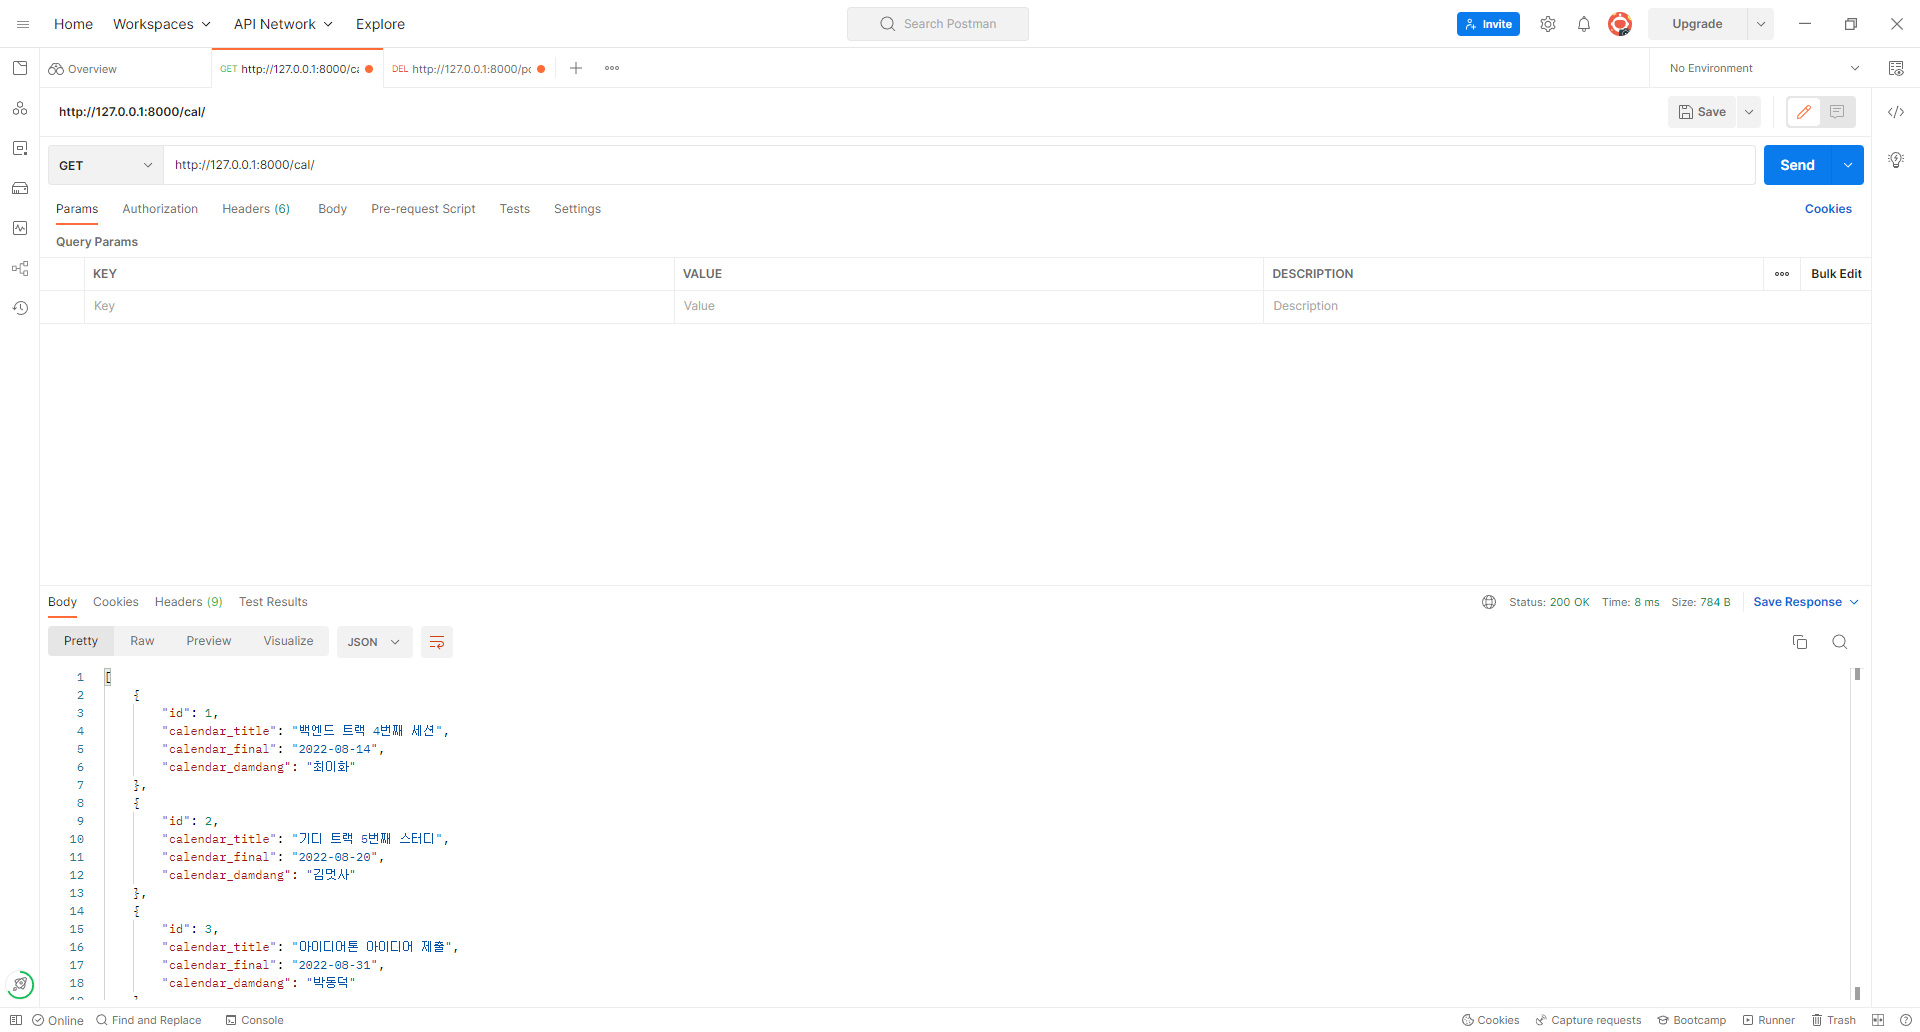 Home Workspaces API Network Explore Search Postman Invite Upgrade
Overview GET http://127.0.0.1:8000/ca DEL http://127.0.0.1:8000/po No Environment
http://127.0.0.1:8000/cal/ Save
GET http://127.0.0.1:8000/cal/ Send
Params Authorization Headers (6) Body Pre-request Script Tests Settings Cookies
Query Params
KEY VALUE DESCRIPTION Bulk Edit
Key Value Description
Body Cookies Headers (9) Test Results Status: 200 OK Time: 8 ms Size: 784 B Save Response
Pretty Raw Preview Visualize JSON
1 [
2 {
3 "id": 1,
4 "calendar_title": "백엔드 트랙 4번째 세션",
5 "calendar_final": "2022-08-14",
6 "calendar_damdang": "최이화"
7 },
8 {
9 "id": 2,
10 "calendar_title": "기디 트랙 5번째 스터디",
11 "calendar_final": "2022-08-20",
12 "calendar_damdang": "김멋사"
13 },
14 {
15 "id": 3,
16 "calendar_title": "아이디어톤 아이디어 제출",
17 "calendar_final": "2022-08-31",
18 "calendar_damdang": "박동덕"
Online Find and Replace Console Cookies Capture requests Bootcamp Runner Trash